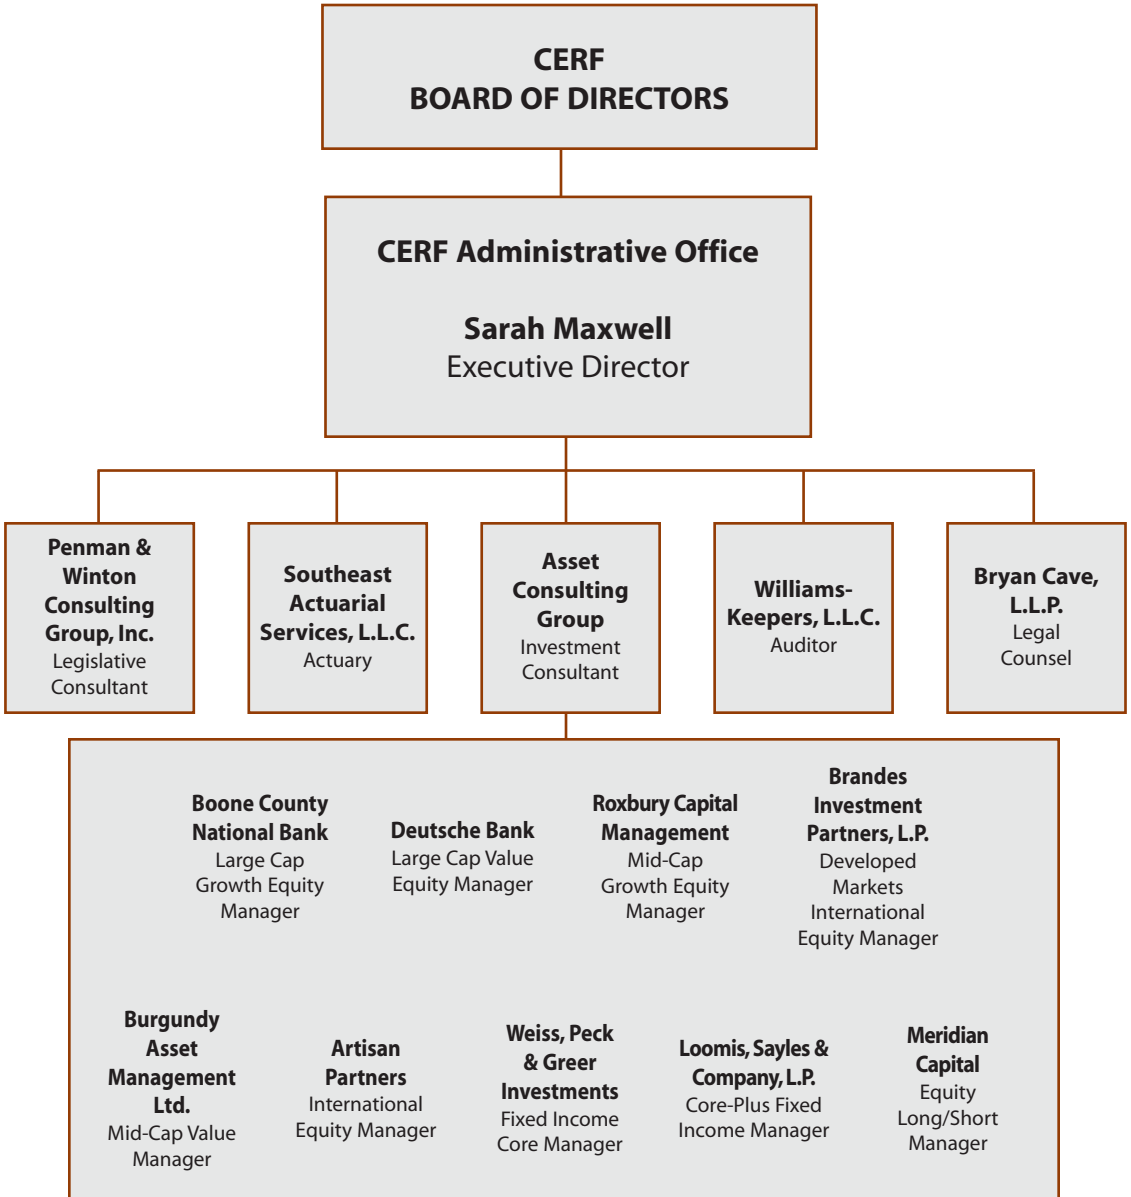 CERF
BOARD OF DIRECTORS
CERF Administrative Office
Sarah Maxwell
Executive Director
Penman &
Winton
Consulting
Group, Inc.
Legislative
Consultant
Southeast
Actuarial
Services, L.L.C.
Actuary
Asset
Consulting
Group
Investment
Consultant
Williams-
Keepers, L.L.C.
Auditor
Bryan Cave,
L.L.P.
Legal
Counsel
Boone County
National Bank
Large Cap
Growth Equity
Manager
Deutsche Bank
Large Cap Value
Equity Manager
Roxbury Capital
Management
Mid-Cap
Growth Equity
Manager
Brandes
Investment
Partners, L.P.
Developed
Markets
International
Equity Manager
Burgundy
Asset
Management
Ltd.
Mid-Cap Value
Manager
Artisan
Partners
International
Equity Manager
Weiss, Peck
& Greer
Investments
Fixed Income
Core Manager
Loomis, Sayles &
Company, L.P.
Core-Plus Fixed
Income Manager
Meridian
Capital
Equity
Long/Short
Manager